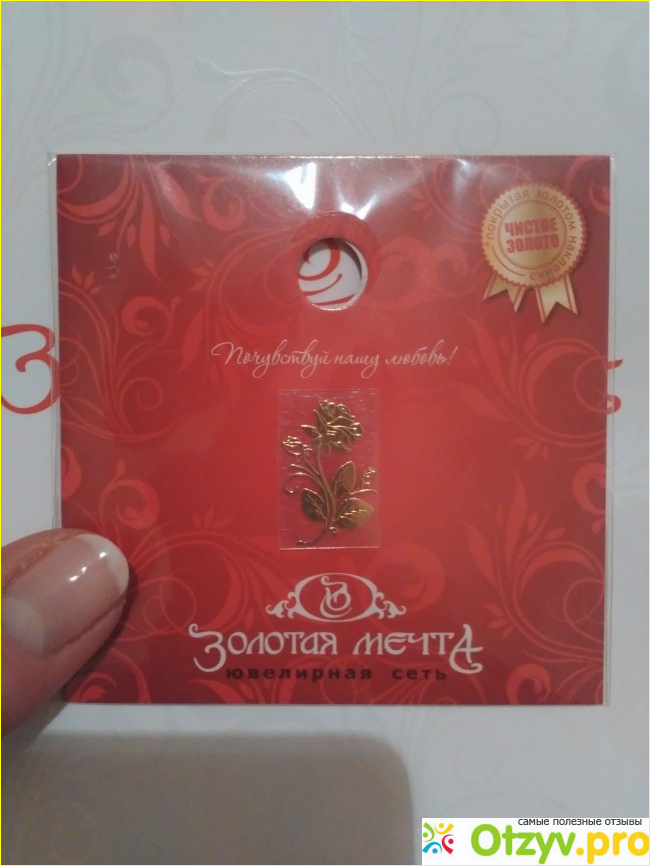 *покрытая золотом наклейка
ЧИСТОЕ
ЗОЛОТО
Почувствуй нашу любовь!
З
ЗОЛОТАЯ МЕЧТА
ювелирная сеть
самые полезные отзывы
Otzyv.pro